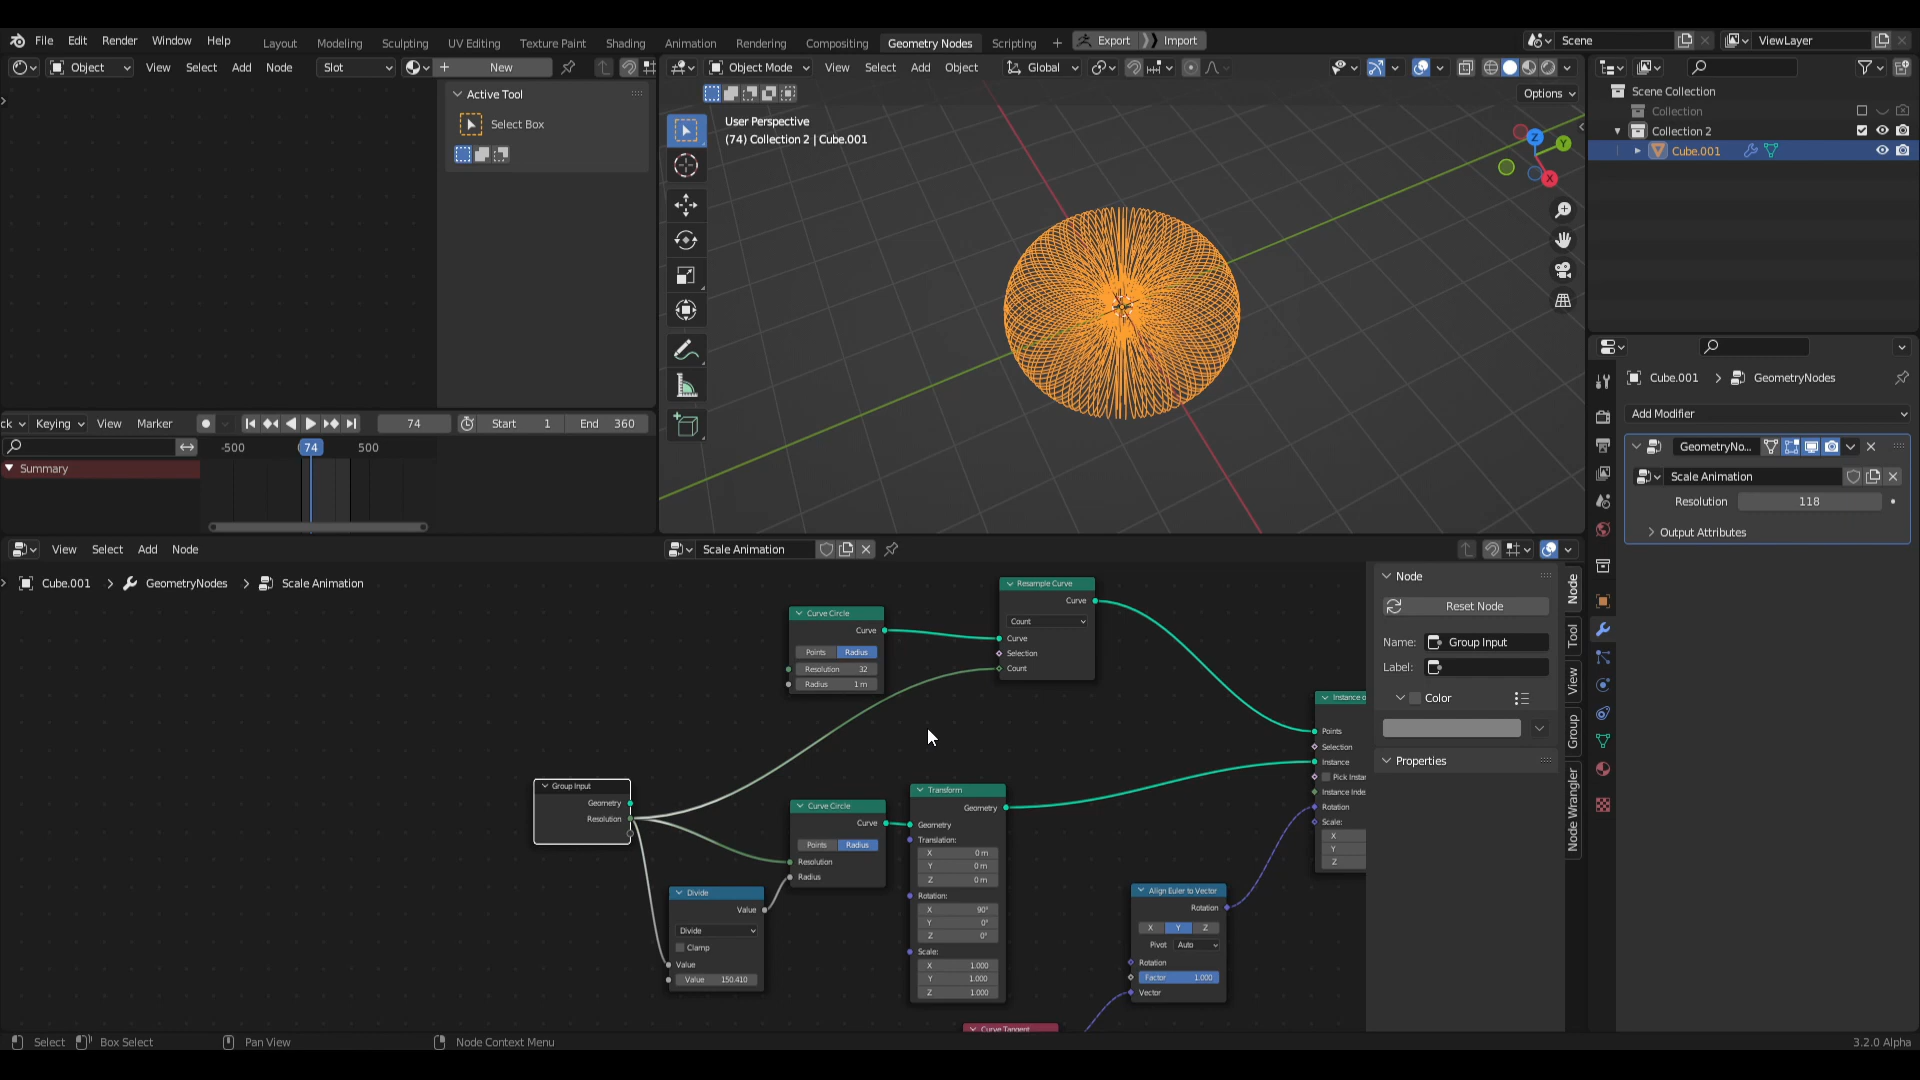 File Edit Render Window Help
Layout Modeling Sculpting UV Editing Texture Paint Shading Animation Rendering Compositing Geometry Nodes Scripting + Export Import
Scene
ViewLayer
Object View Select Add Node Slot New
Object Mode View Select Add Object Global
Options
Active Tool
Select Box
User Perspective
(74) Collection 2 | Cube.001
Z
Y
X
Scene Collection
Collection
Collection 2
Cube.001
Cube.001 > GeometryNodes
Add Modifier
GeometryNo...
Scale Animation
Resolution 118
Output Attributes
ck Keying View Marker 74 Start 1 End 360
-500 74 500
Summary
View Select Add Node Scale Animation
Cube.001 > GeometryNodes > Scale Animation
Resample Curve
Curve
Count
Curve
Selection
Count
Curve Circle
Curve
Points Radius
Resolution 32
Radius 1 m
Group Input
Geometry
Resolution
Curve Circle
Curve
Points Radius
Resolution
Radius
Divide
Value
Divide
Clamp
Value
Value 150.410
Transform
Geometry
Geometry
Translation:
X 0 m
Y 0 m
Z 0 m
Rotation:
X 90°
Y 0°
Z 0°
Scale:
X 1.000
Y 1.000
Z 1.000
Align Euler to Vector
Rotation
X Y Z
Pivot Auto
Rotation
Factor 1.000
Vector
Curve Tangent
Instance o
Points
Selection
Instance
Pick Instar
Instance Inde
Rotation
Scale:
X
Y
Z
Node
Reset Node
Name: Group Input
Label:
Color
Properties
Node
Tool
View
Group
Node Wrangler
Select Box Select Pan View Node Context Menu 3.2.0 Alpha